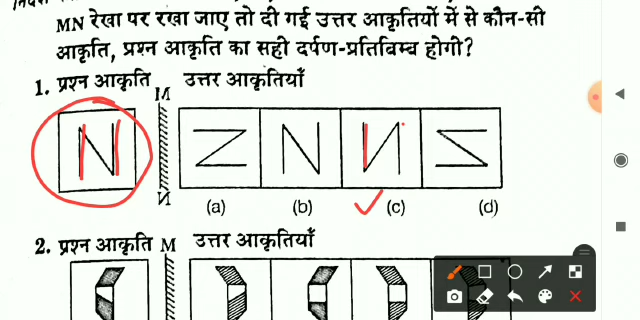 MN रेखा पर रखा जाए तो दी गई उत्तर आकृतियों में से कौन-सी
आकृति, प्रश्न आकृति का सही दर्पण-प्रतिबिम्ब होगी?
1. प्रश्न आकृति M उत्तर आकृतियाँ
N
(a) (b) (c) (d)
2. प्रश्न आकृति M उत्तर आकृतियाँ